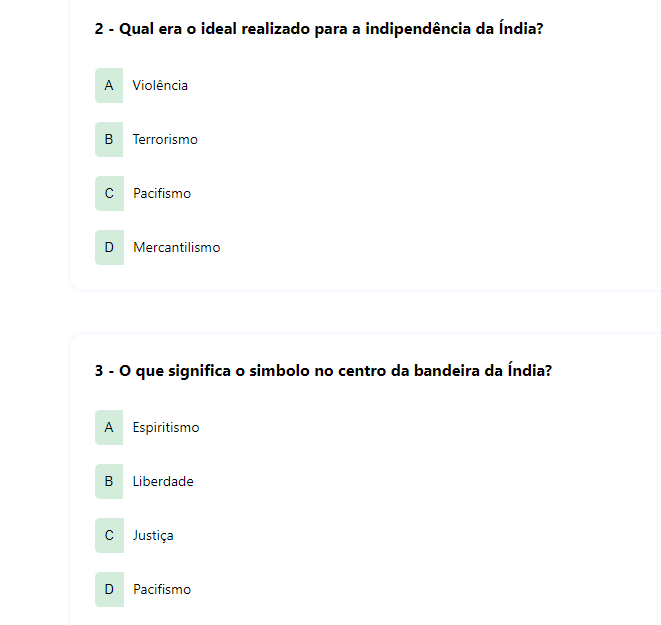 2 - Qual era o ideal realizado para a indipendência da Índia?
A Violência
B Terrorismo
C Pacifismo
D Mercantilismo
3 - O que significa o simbolo no centro da bandeira da Índia?
A Espiritismo
B Liberdade
C Justiça
D Pacifismo